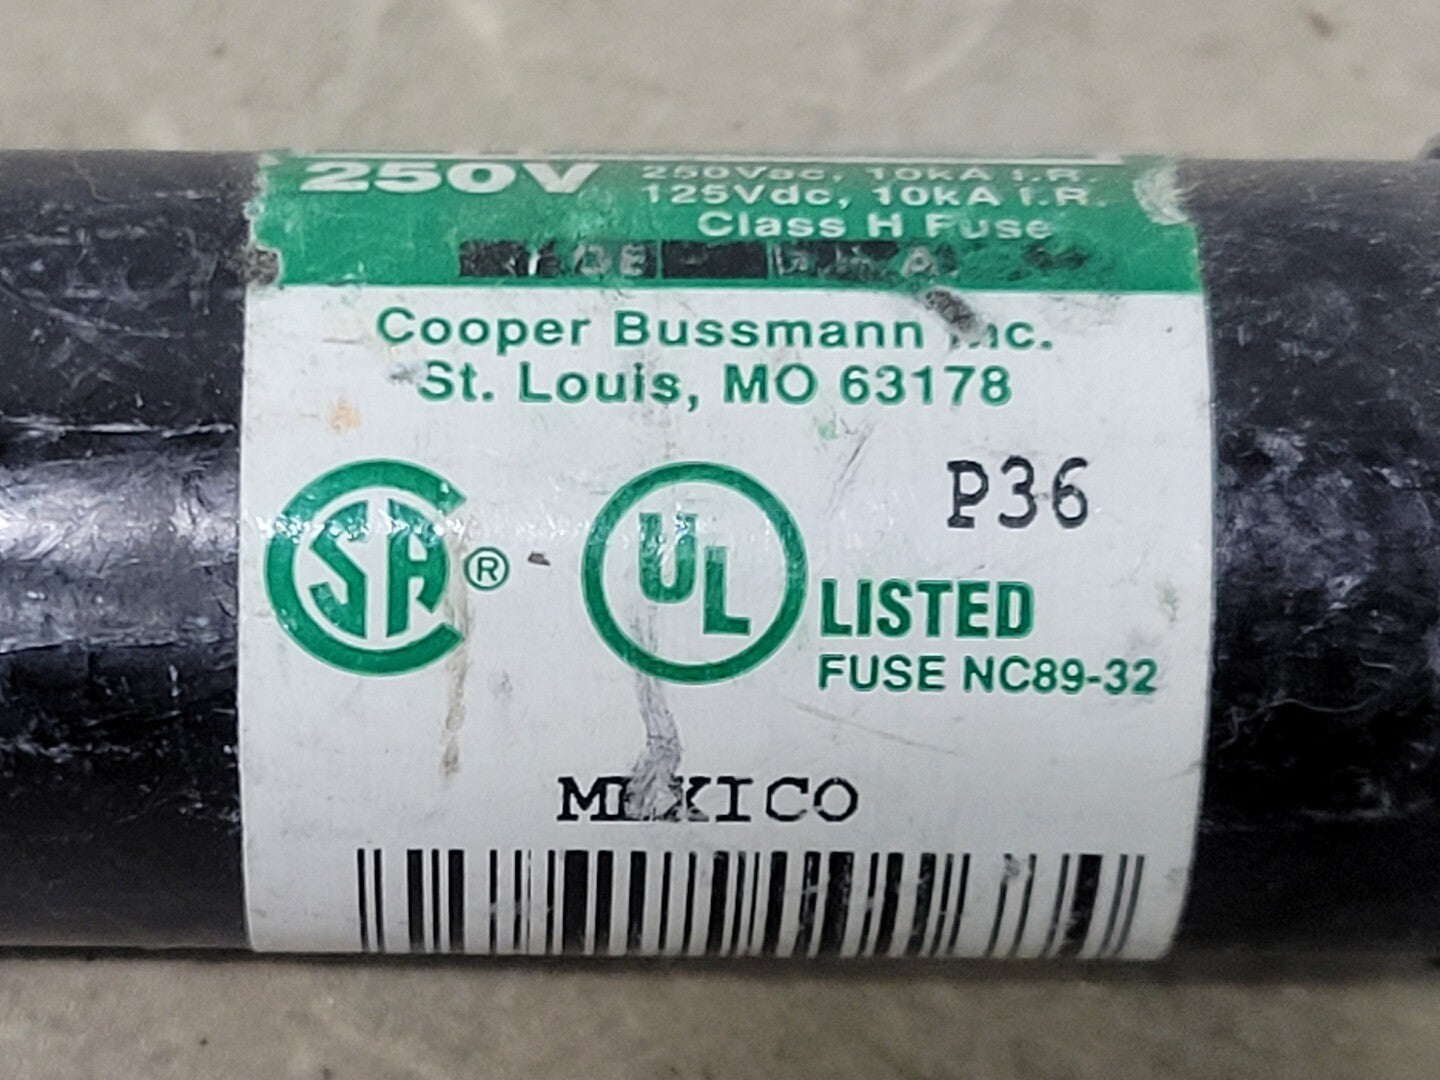 250V 250Vac, 10kA I.R.
125Vdc, 10kA I.R.
Class H Fuse
Cooper Bussmann Inc.
St. Louis, MO 63178
P36
CSA ® UL LISTED
FUSE NC89-32
MEXICO